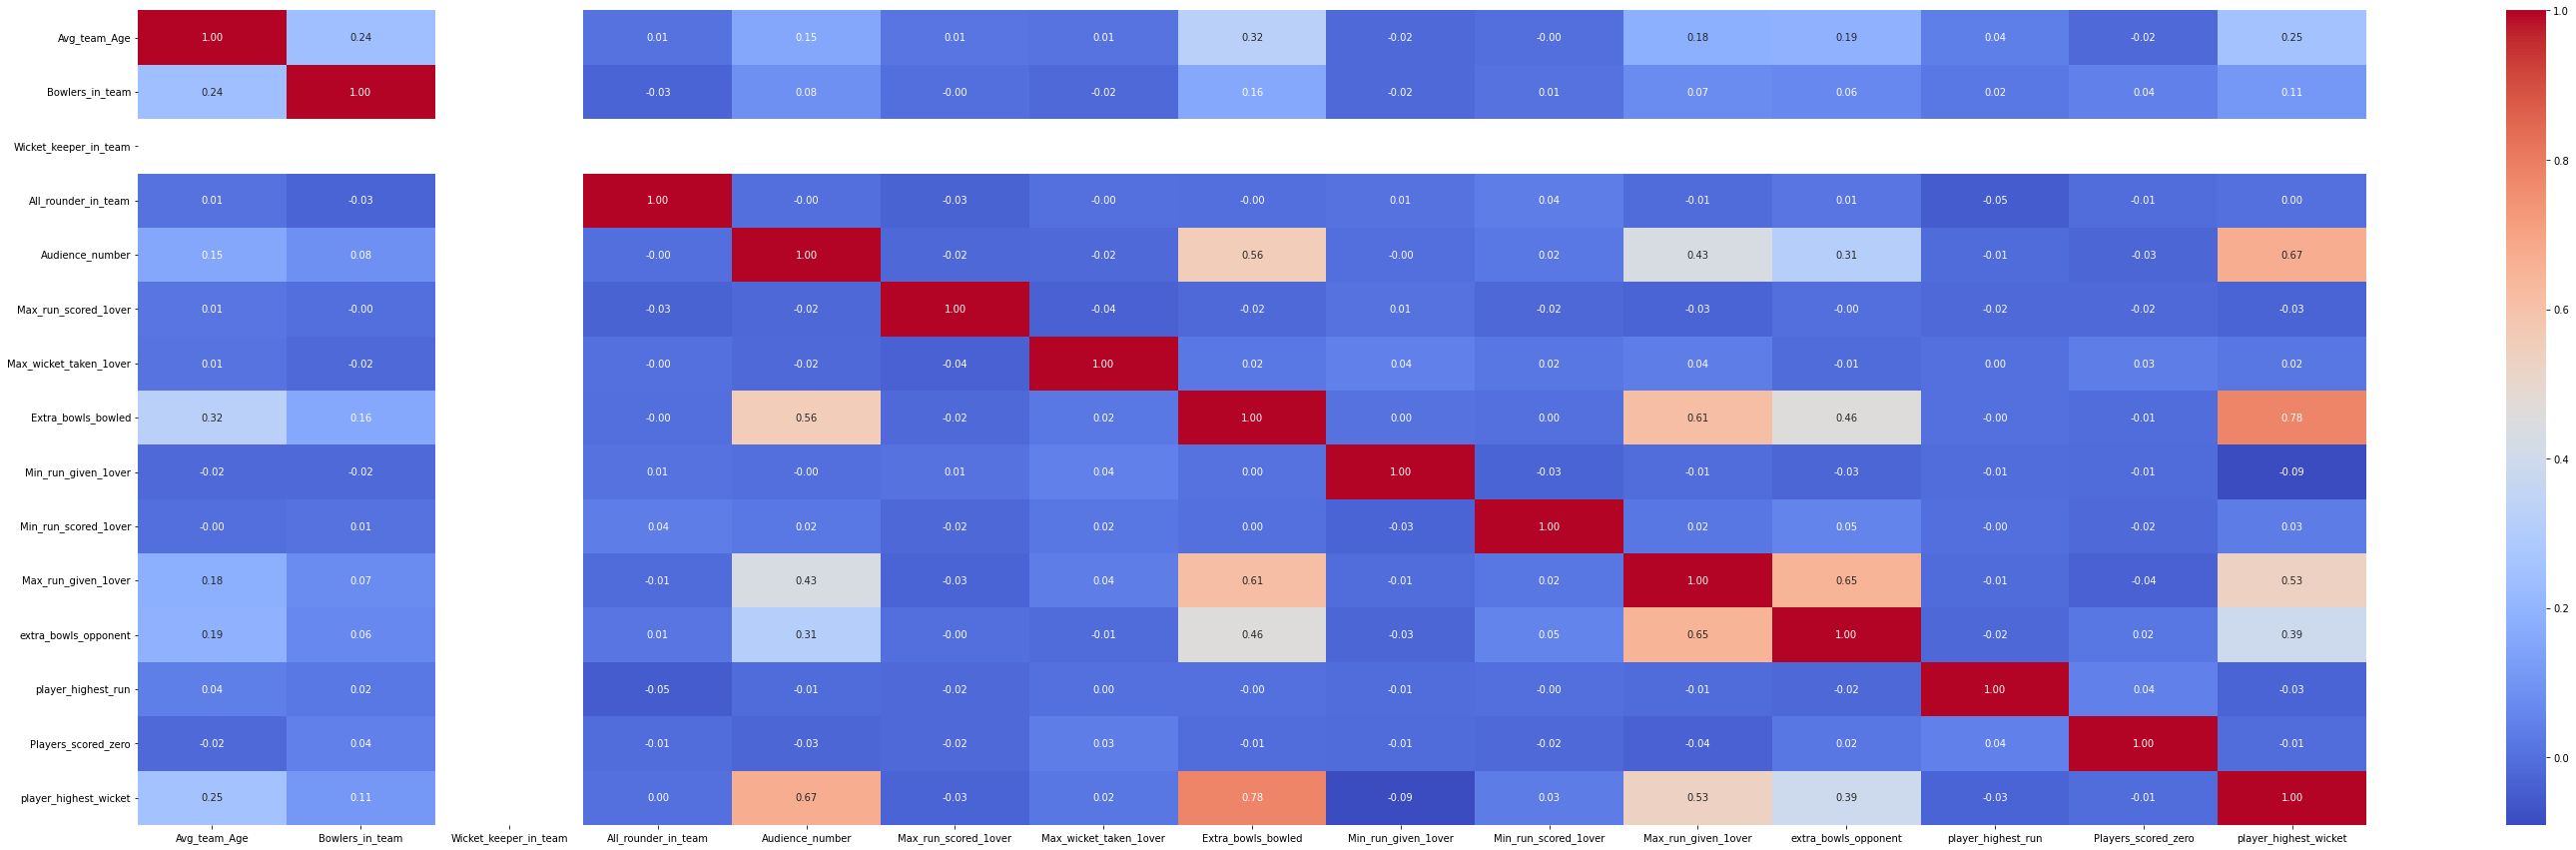 Avg_team_Age 1.00 0.24 0.01 0.15 0.01 0.01 0.32 -0.02 -0.00 0.18 0.19 0.04 -0.02 0.25 1.0
Bowlers_in_team 0.24 1.00 -0.03 0.08 -0.00 -0.02 0.16 -0.02 0.01 0.07 0.06 0.02 0.04 0.11
Wicket_keeper_in_team 0.8
All_rounder_in_team 0.01 -0.03 1.00 -0.00 -0.03 -0.00 -0.00 0.01 0.04 -0.01 0.01 -0.05 -0.01 0.00
Audience_number 0.15 0.08 -0.00 1.00 -0.02 -0.02 0.56 -0.00 0.02 0.43 0.31 -0.01 -0.03 0.67
Max_run_scored_1over 0.01 -0.00 -0.03 -0.02 1.00 -0.04 -0.02 0.01 -0.02 -0.03 -0.00 -0.02 -0.02 -0.03 0.6
Max_wicket_taken_1over 0.01 -0.02 -0.00 -0.02 -0.04 1.00 0.02 0.04 0.02 0.04 -0.01 0.00 0.03 0.02
Extra_bowls_bowled 0.32 0.16 -0.00 0.56 -0.02 0.02 1.00 0.00 0.00 0.61 0.46 -0.00 -0.01 0.78
Min_run_given_1over -0.02 -0.02 0.01 -0.00 0.01 0.04 0.00 1.00 -0.03 -0.01 -0.03 -0.01 -0.01 -0.09 0.4
Min_run_scored_1over -0.00 0.01 0.04 0.02 -0.02 0.02 0.00 -0.03 1.00 0.02 0.05 -0.00 -0.02 0.03
Max_run_given_1over 0.18 0.07 -0.01 0.43 -0.03 0.04 0.61 -0.01 0.02 1.00 0.65 -0.01 -0.04 0.53
extra_bowls_opponent 0.19 0.06 0.01 0.31 -0.00 -0.01 0.46 -0.03 0.05 0.65 1.00 -0.02 0.02 0.39 0.2
player_highest_run 0.04 0.02 -0.05 -0.01 -0.02 0.00 -0.00 -0.01 -0.00 -0.01 -0.02 1.00 0.04 -0.03
Players_scored_zero -0.02 0.04 -0.01 -0.03 -0.02 0.03 -0.01 -0.01 -0.02 -0.04 0.02 0.04 1.00 -0.01 0.0
player_highest_wicket 0.25 0.11 0.00 0.67 -0.03 0.02 0.78 -0.09 0.03 0.53 0.39 -0.03 -0.01 1.00
Avg_team_Age Bowlers_in_team Wicket_keeper_in_team All_rounder_in_team Audience_number Max_run_scored_1over Max_wicket_taken_1over Extra_bowls_bowled Min_run_given_1over Min_run_scored_1over Max_run_given_1over extra_bowls_opponent player_highest_run Players_scored_zero player_highest_wicket